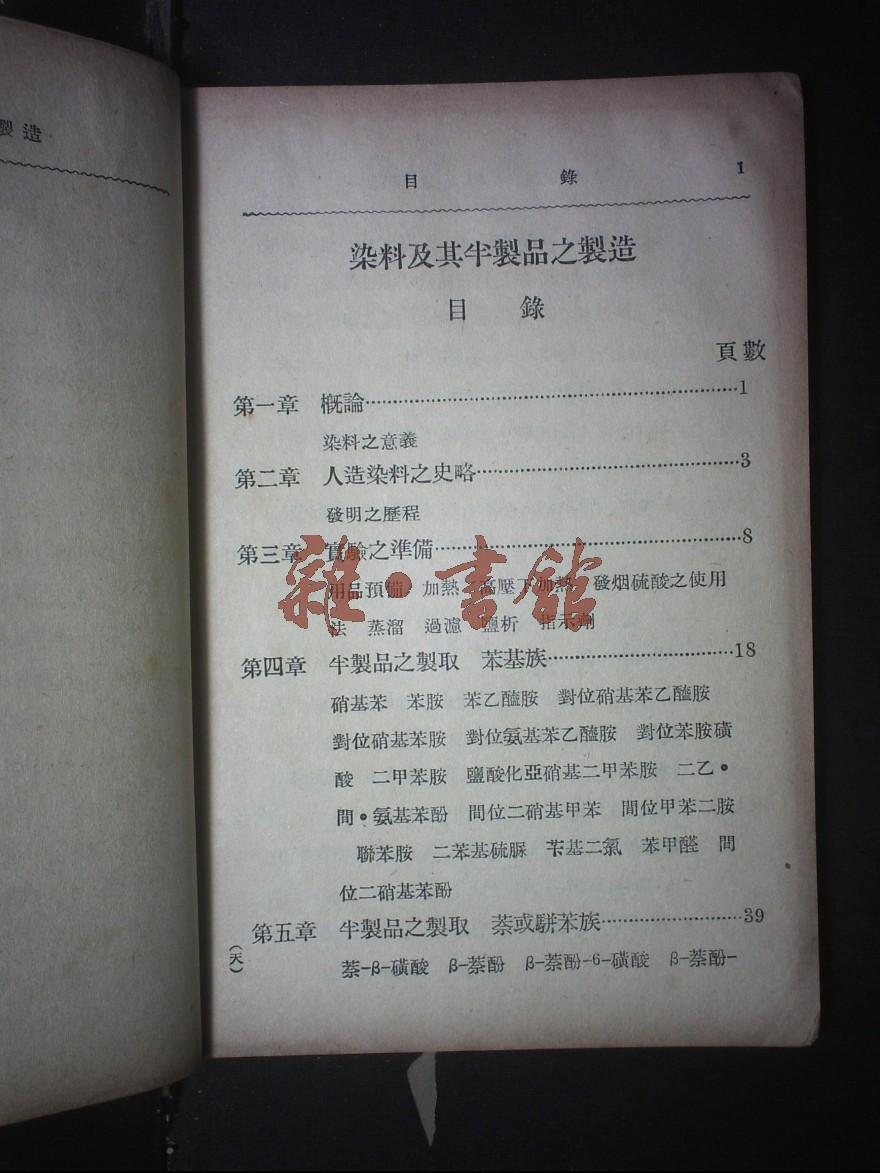 製造
目 錄 1
染料及其半製品之製造
目 錄
頁數
第一章 概論……………………………1
染料之意義
第二章 人造染料之史略……………………3
發明之歷程
第三章 實驗之準備……………………8
用品預備 加熱 高壓下加熱 發烟硫酸之使用
法 蒸溜 過濾 鹽析 指示劑
雜·書館
第四章 半製品之製取 苯基族……………18
硝基苯 苯胺 苯乙醯胺 對位硝基苯乙醯胺
對位硝基苯胺 對位氨基苯乙醯胺 對位苯胺磺
酸 二甲苯胺 鹽酸化亞硝基二甲苯胺 二乙•
間•氨基苯酚 間位二硝基甲苯 間位甲苯二胺
聯苯胺 二苯基硫脲 苄基二氯 苯甲醛 間
位二硝基苯酚
第五章 半製品之製取 萘或駢苯族…………39
萘-β-磺酸 β-萘酚 β-萘酚-6-磺酸 β-萘酚-
(天)